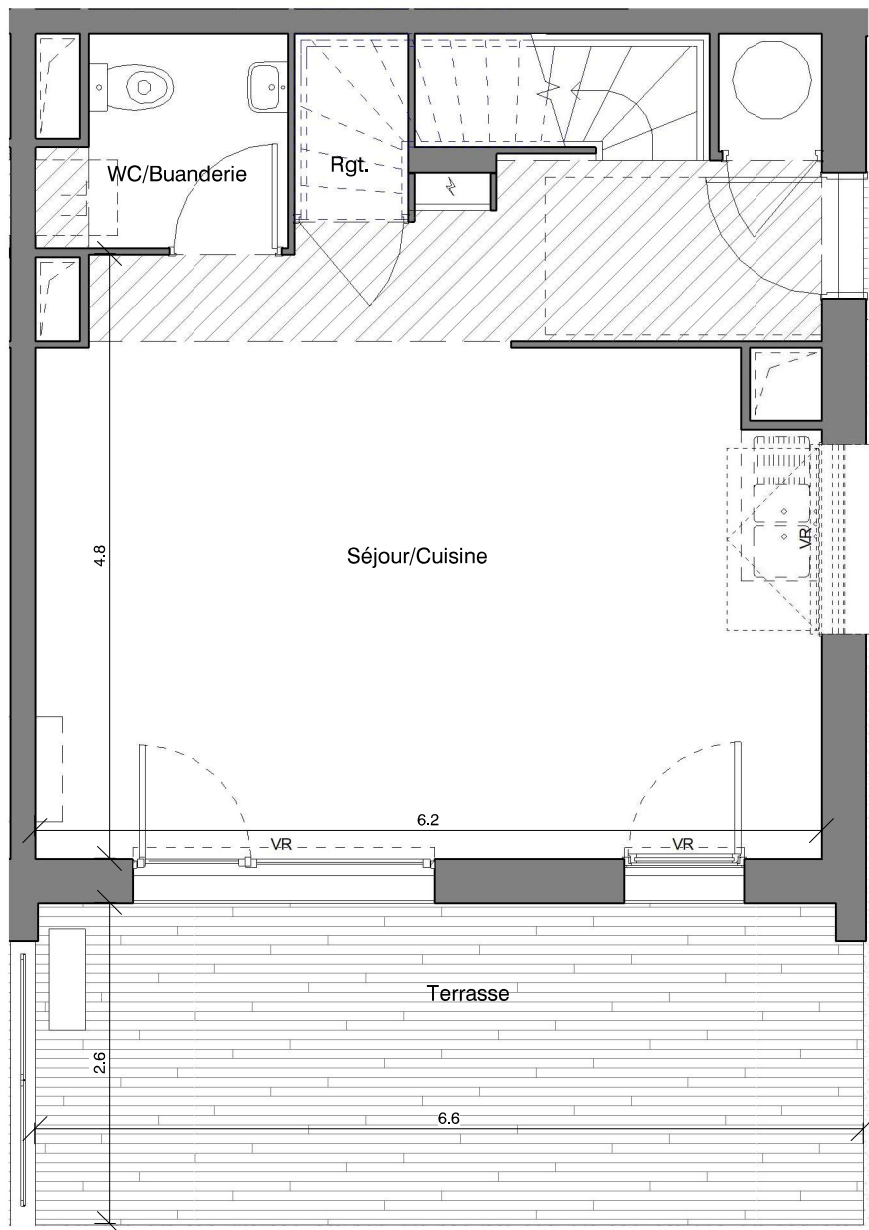 WC/Buanderie
Rgt.
4.8
Séjour/Cuisine
VR
6.2
VR
VR
Terrasse
2.6
6.6